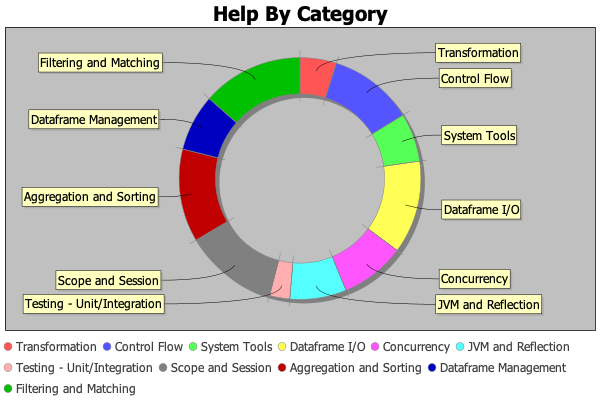 Help By Category
Transformation
Filtering and Matching
Control Flow
Dataframe Management
System Tools
Aggregation and Sorting
Dataframe I/O
Scope and Session
Concurrency
Testing - Unit/Integration
JVM and Reflection
Transformation Control Flow System Tools Dataframe I/O Concurrency JVM and Reflection
Testing - Unit/Integration Scope and Session Aggregation and Sorting Dataframe Management
Filtering and Matching